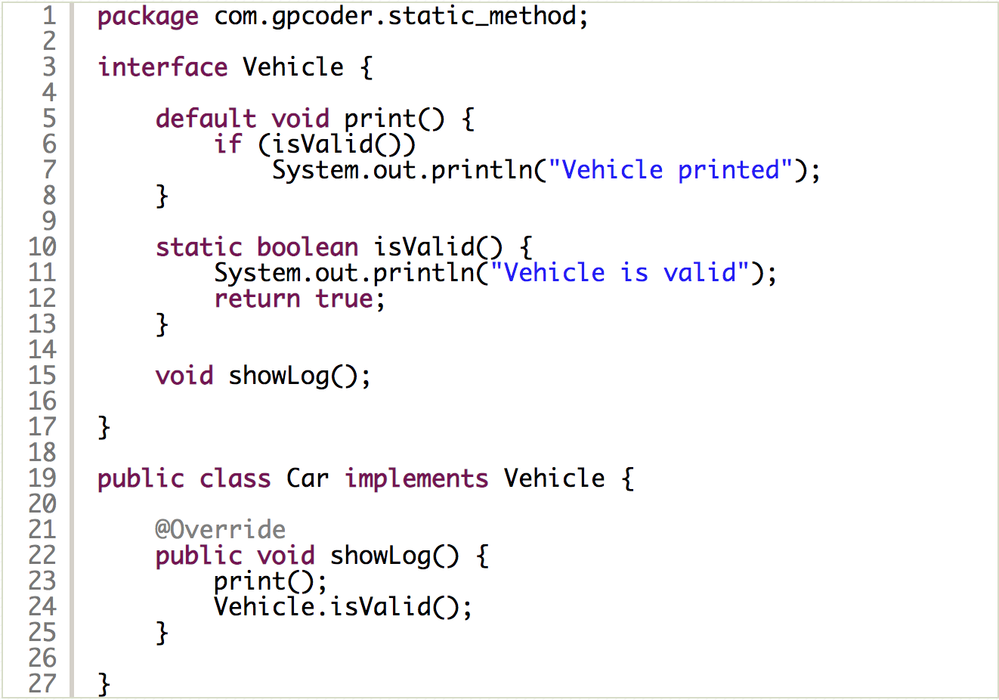 1 package com.gpcoder.static_method;
2
3 interface Vehicle {
4
5     default void print() {
6         if (isValid())
7             System.out.println("Vehicle printed");
8     }
9
10     static boolean isValid() {
11         System.out.println("Vehicle is valid");
12         return true;
13     }
14
15     void showLog();
16
17 }
18
19 public class Car implements Vehicle {
20
21     @Override
22     public void showLog() {
23         print();
24         Vehicle.isValid();
25     }
26
27 }